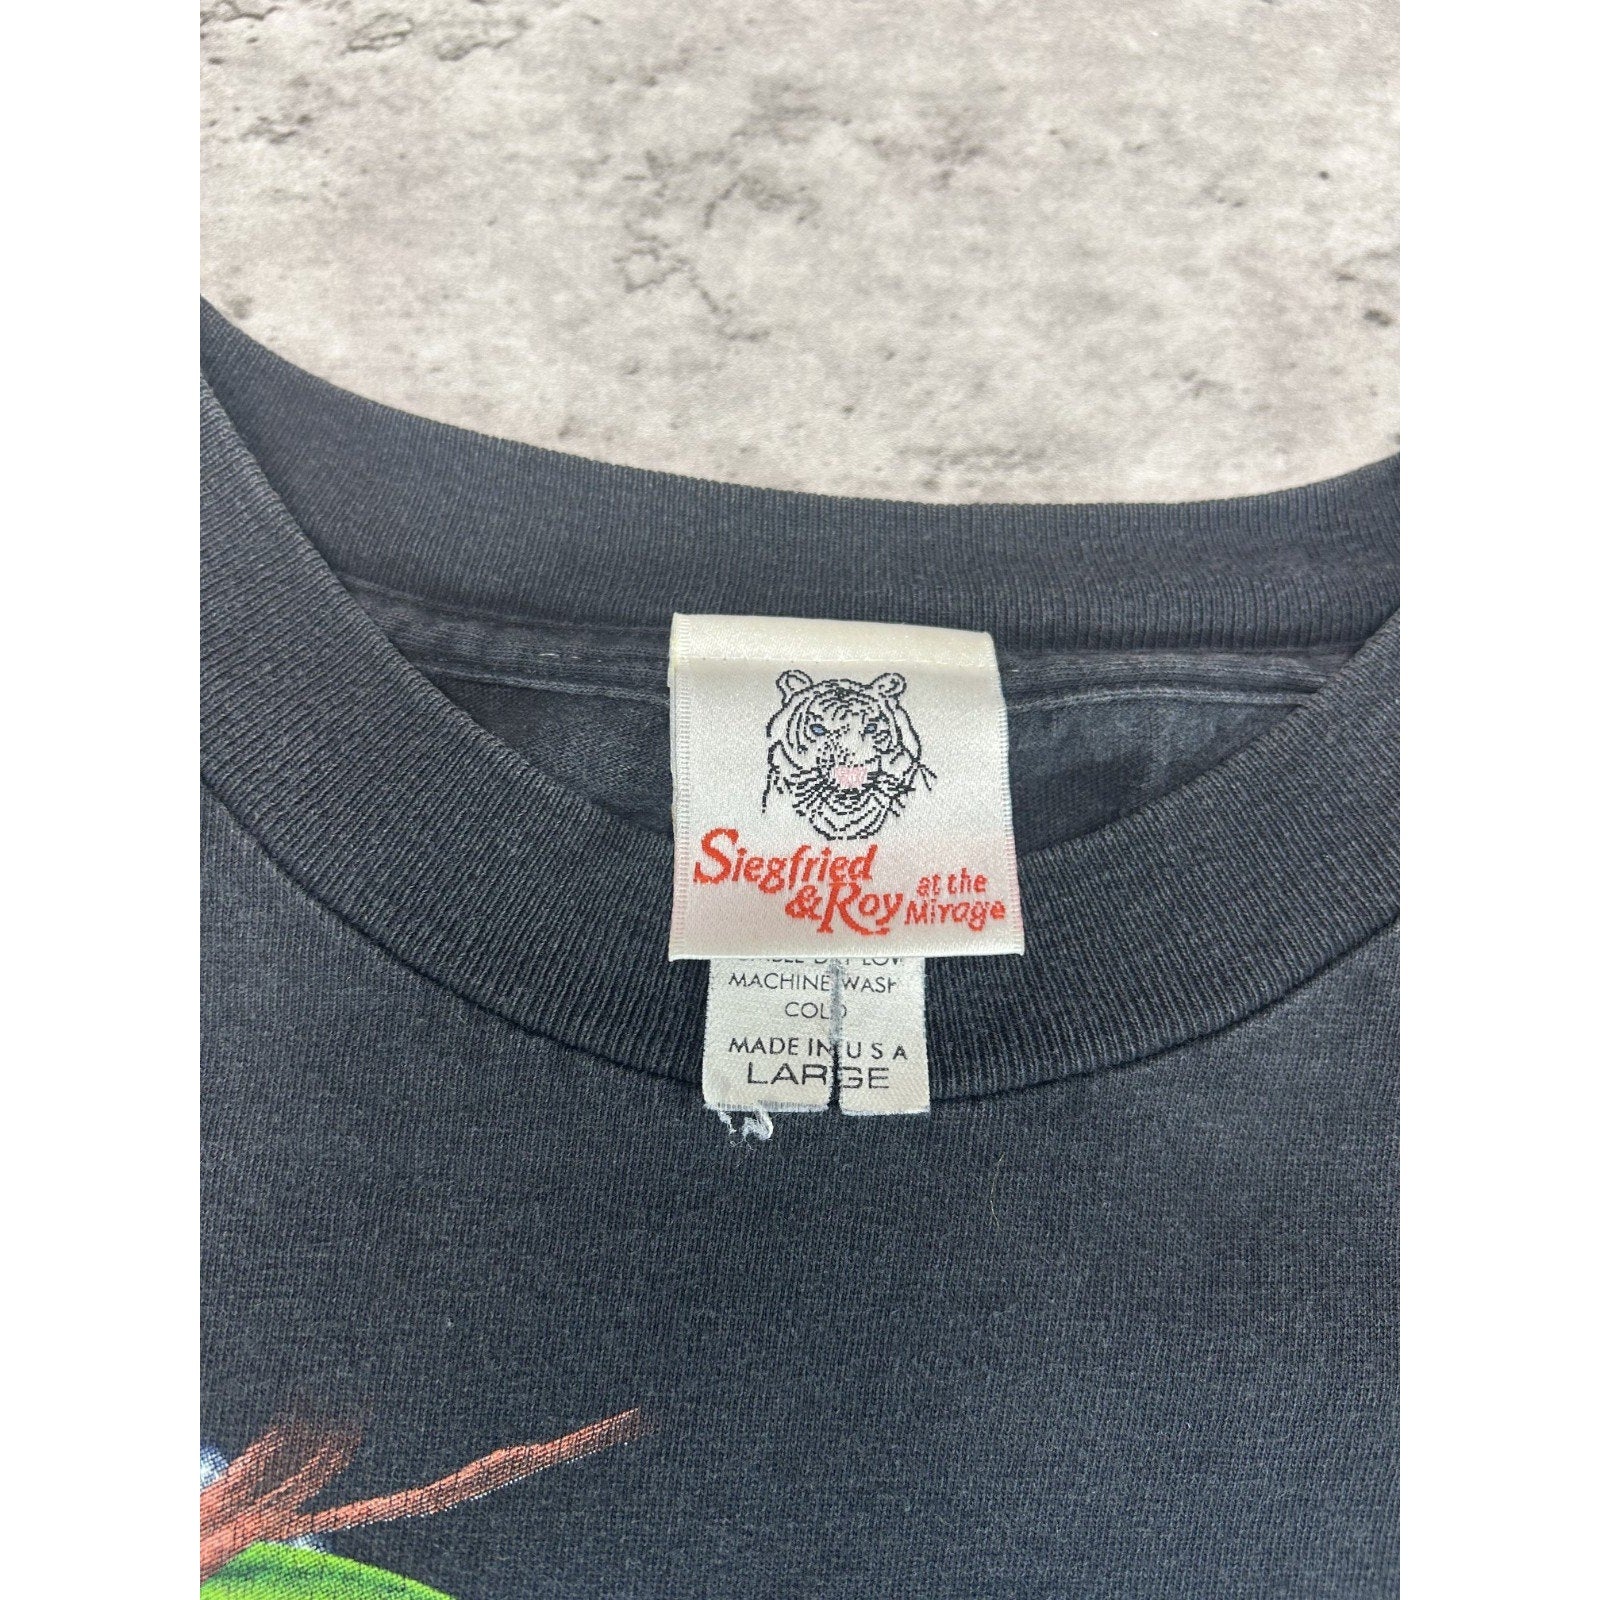 Siegfried
& Roy at the
Mirage
MACHINE WASH
COLD
MADE IN U S A
LARGE